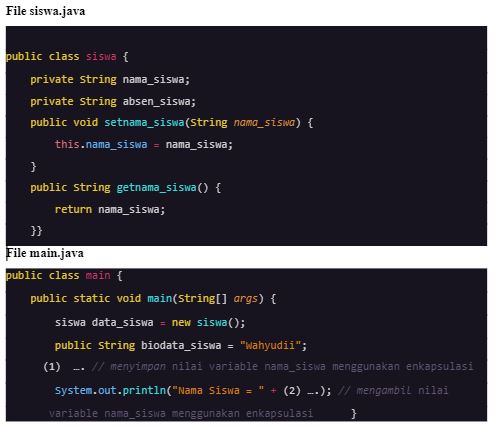 File siswa.java
public class siswa {
private String nama_siswa;
private String absen_siswa;
public void setnama_siswa(String nama_siswa) {
this.nama_siswa = nama_siswa;
}
public String getnama_siswa() {
return nama_siswa;
}}
File main.java
public class main {
public static void main(String[] args) {
siswa data_siswa = new siswa();
public String biodata_siswa = "Wahyudii";
(1) …. // menyimpan nilai variable nama_siswa menggunakan enkapsulasi
System.out.println("Nama Siswa = " + (2) ….); // mengambil nilai
variable nama_siswa menggunakan enkapsulasi }